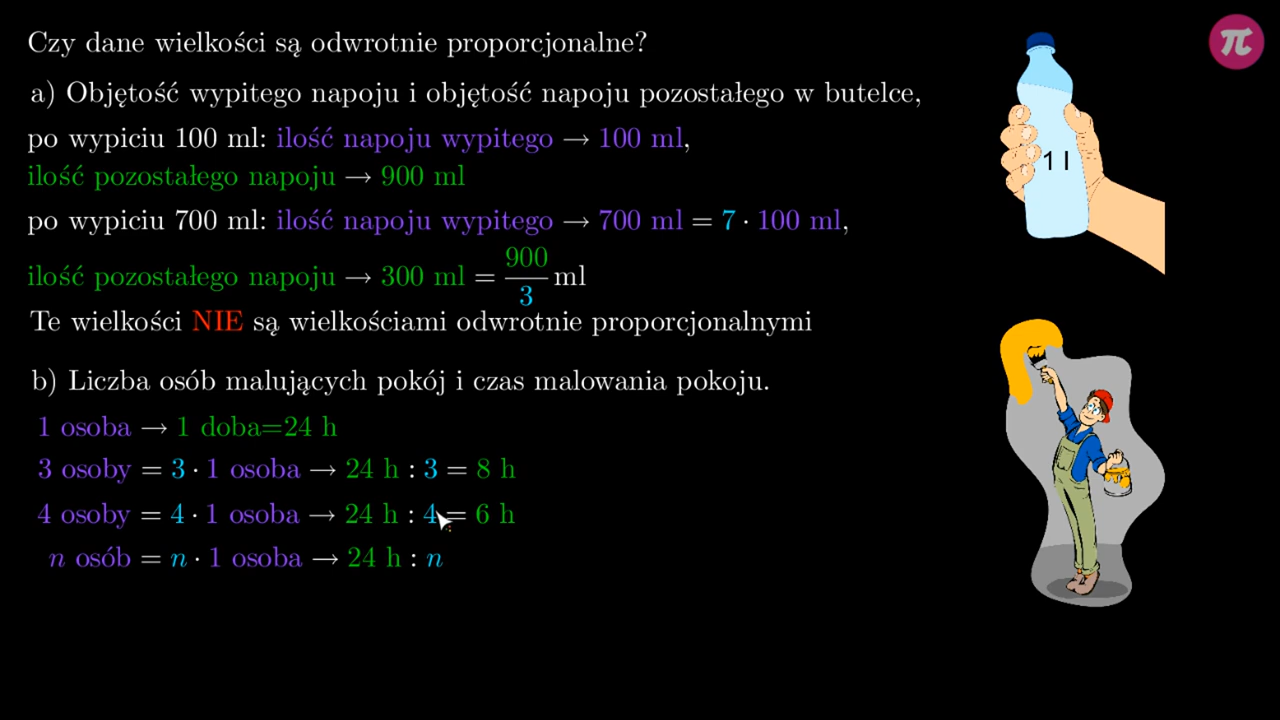 Czy dane wielkości są odwrotnie proporcjonalne?
a) Objętość wypitego napoju i objętość napoju pozostałego w butelce,
po wypiciu 100 ml: ilość napoju wypitego → 100 ml,
ilość pozostałego napoju → 900 ml
po wypiciu 700 ml: ilość napoju wypitego → 700 ml = 7 · 100 ml,
ilość pozostałego napoju → 300 ml = 900/3 ml
Te wielkości NIE są wielkościami odwrotnie proporcjonalnymi
b) Liczba osób malujących pokój i czas malowania pokoju.
1 osoba → 1 doba=24 h
3 osoby = 3 · 1 osoba → 24 h : 3 = 8 h
4 osoby = 4 · 1 osoba → 24 h : 4 = 6 h
n osób = n · 1 osoba → 24 h : n
1 l
π